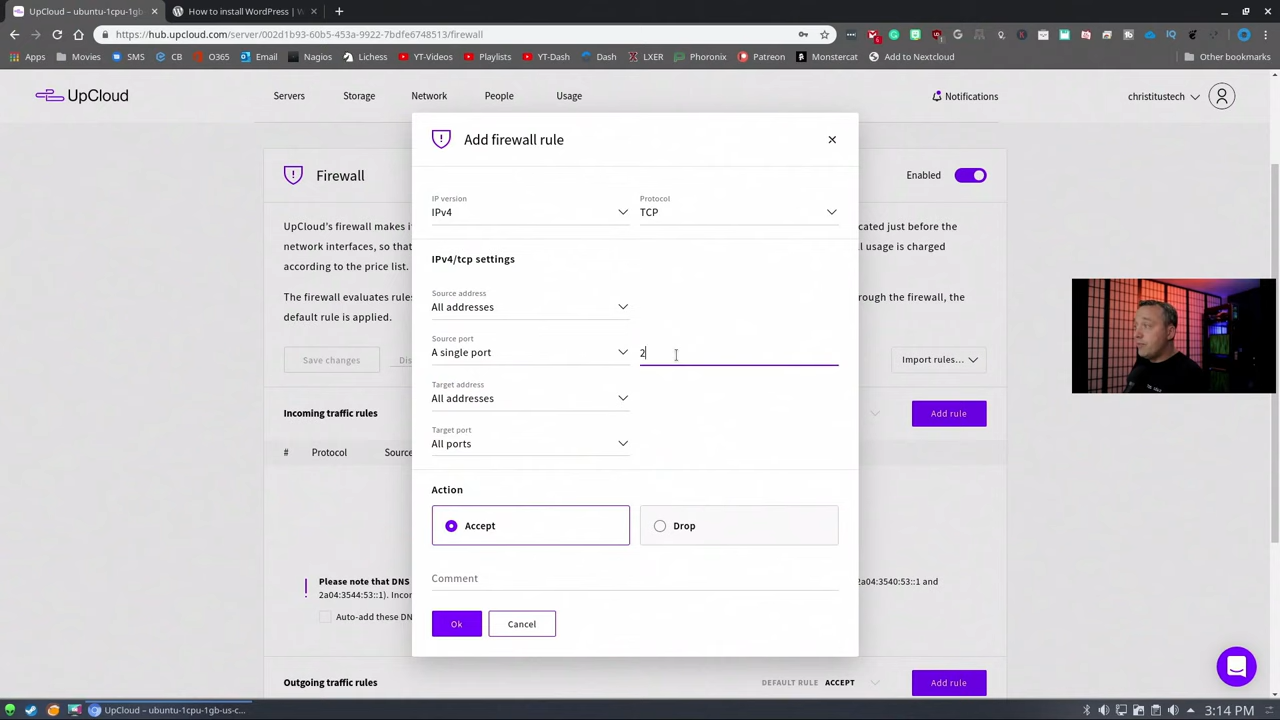 UpCloud – ubuntu-1cpu-1gb-
How to install WordPress | W
https://hub.upcloud.com/server/002d1b93-60b5-453a-9922-7bdfe6748513/firewall
Apps Movies SMS CB O365 Email Nagios Lichess YT-Videos Playlists YT-Dash Dash LXER Phoronix Patreon Monstercat Add to Nextcloud Other bookmarks
UpCloud Servers Storage Network People Usage Notifications christitustech
Add firewall rule
Firewall Enabled
IP version Protocol
IPv4 TCP
UpCloud's firewall makes i cated just before the
network interfaces, so that l usage is charged
according to the price list.
IPv4/tcp settings
The firewall evaluates rules rough the firewall, the
default rule is applied.
Source address
All addresses
Source port
A single port 2
Save changes Dis Import rules...
Target address
All addresses
Incoming traffic rules Add rule
Target port
All ports
# Protocol Source
Action
Accept Drop
Please note that DNS 2a04:3540:53::1 and
2a04:3544:53::1). Incor
Auto-add these DN
Comment
Ok Cancel
Outgoing traffic rules DEFAULT RULE ACCEPT Add rule
UpCloud – ubuntu-1cpu-1gb-us-c...
3:14 PM